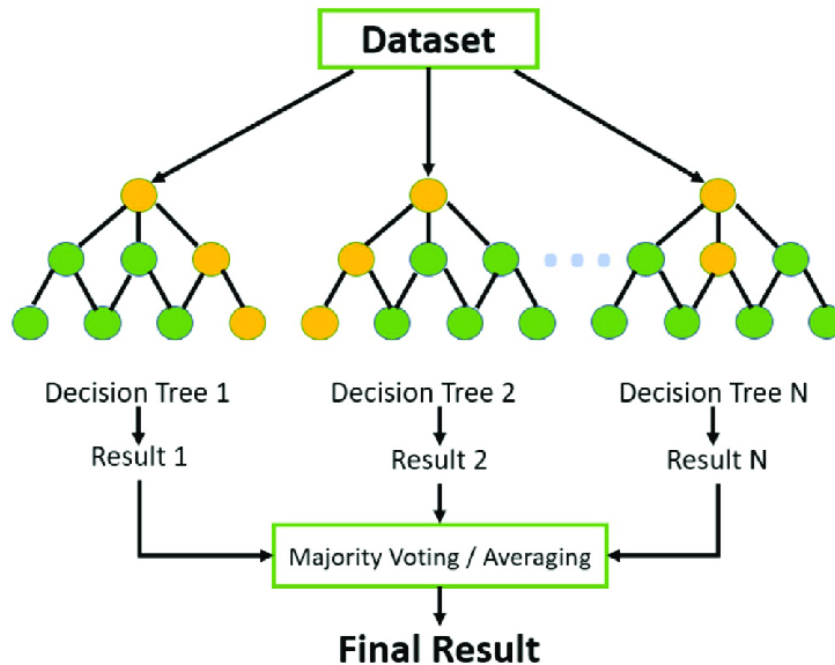 Dataset
Decision Tree 1
Decision Tree 2
Decision Tree N
Result 1
Result 2
Result N
Majority Voting / Averaging
Final Result